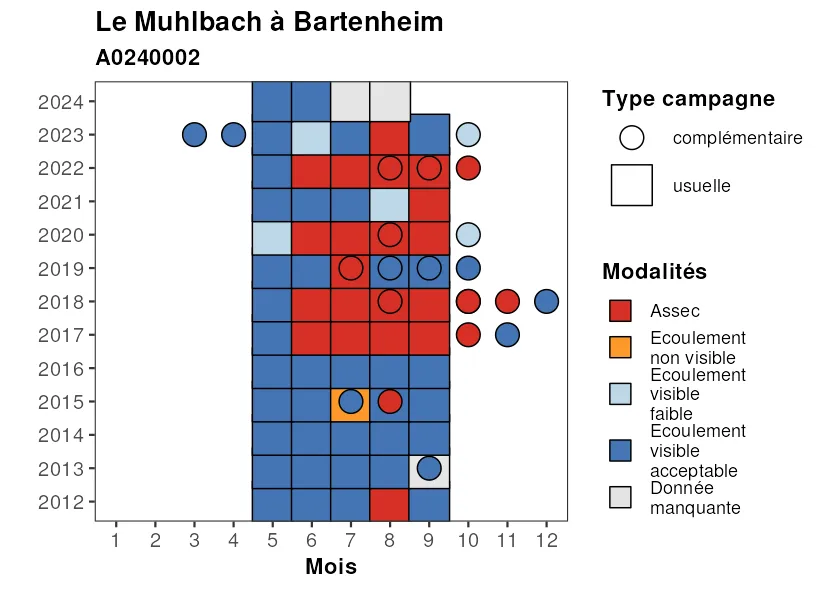 Le Muhlbach à Bartenheim
A0240002
2024
2023
2022
2021
2020
2019
2018
2017
2016
2015
2014
2013
2012
1 2 3 4 5 6 7 8 9 10 11 12
Mois
Type campagne
complémentaire
usuelle
Modalités
Assec
Ecoulement
non visible
Ecoulement
visible
faible
Ecoulement
visible
acceptable
Donnée
manquante